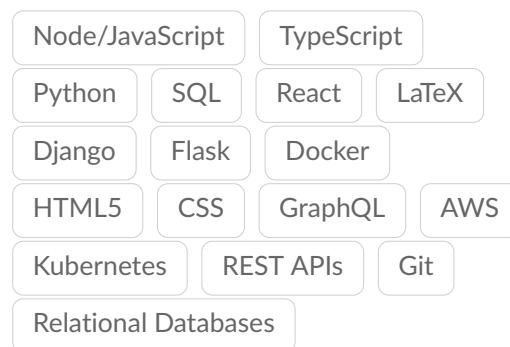 Node/JavaScript TypeScript
Python SQL React LaTeX
Django Flask Docker
HTML5 CSS GraphQL AWS
Kubernetes REST APIs Git
Relational Databases